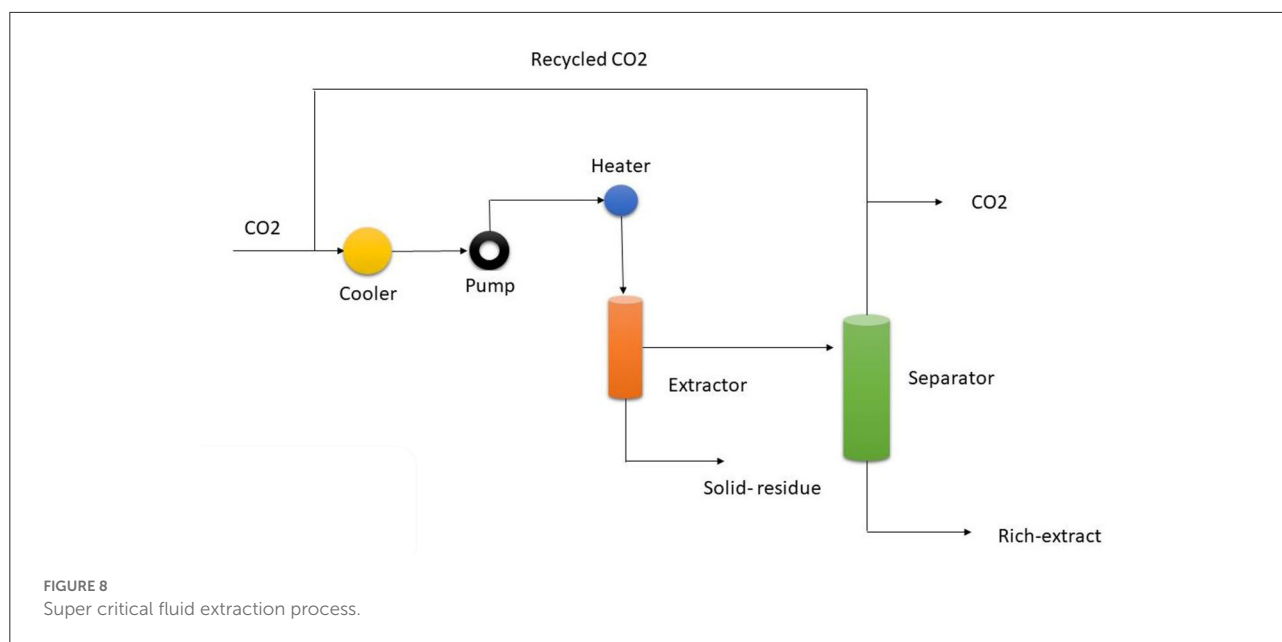 Recycled CO2
Heater
CO2
CO2
Cooler
Pump
Extractor
Separator
Solid- residue
Rich-extract
FIGURE 8
Super critical fluid extraction process.